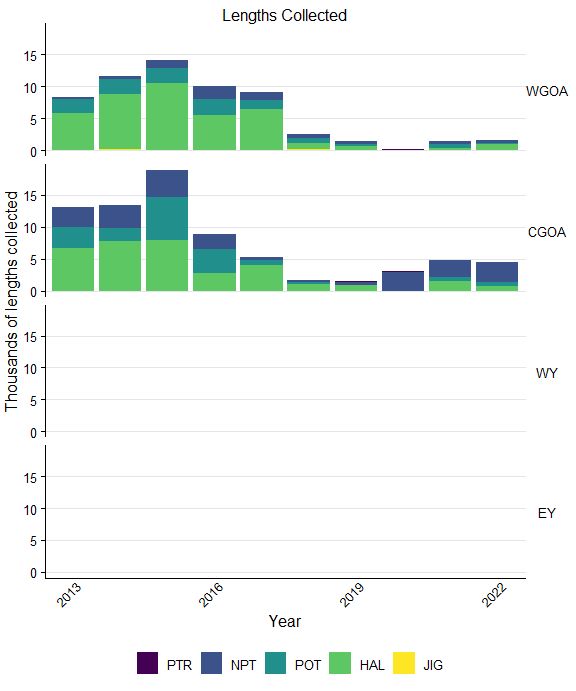 Lengths Collected
15
10
5
0
WGOA
15
10
5
0
CGOA
15
10
5
0
WY
15
10
5
0
EY
Thousands of lengths collected
2013 2016 2019 2022
Year
PTR NPT POT HAL JIG